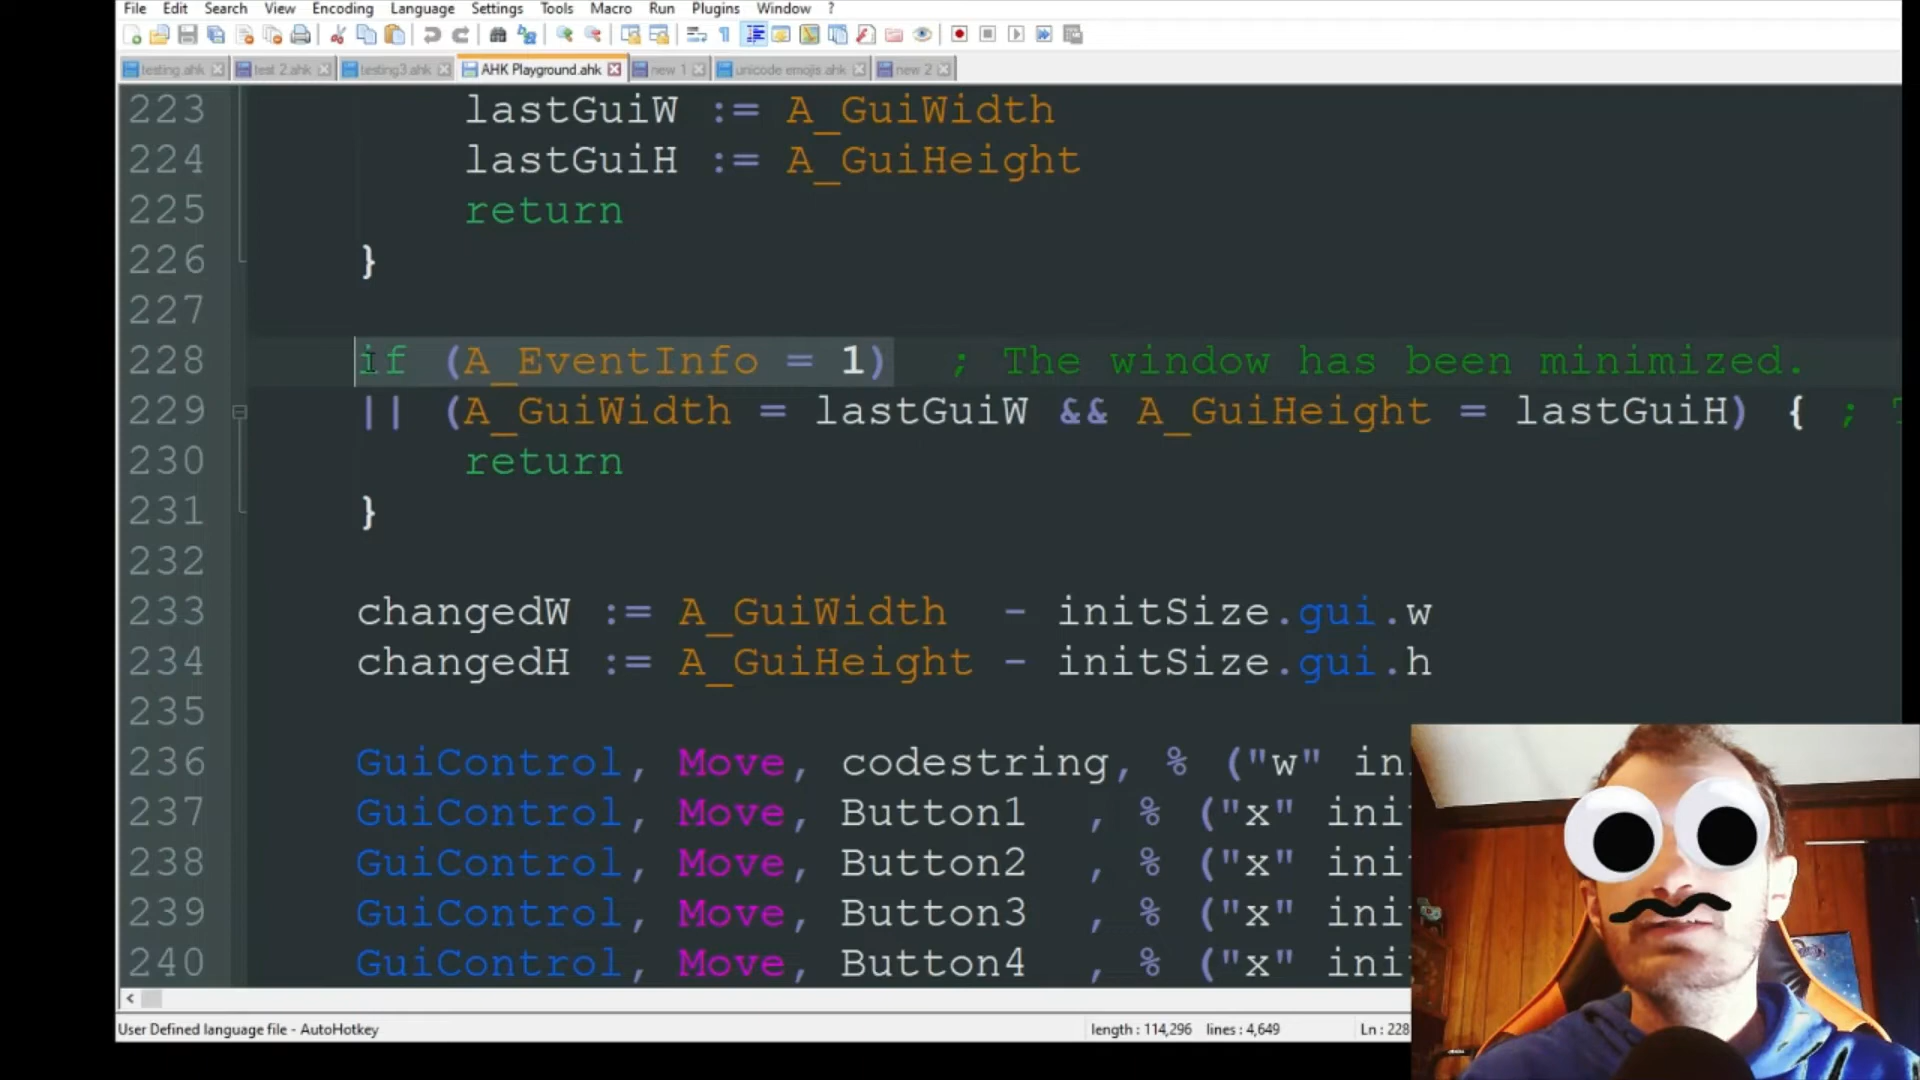 File Edit Search View Encoding Language Settings Tools Macro Run Plugins Window ?
testing.ahk test 2.ahk testing3.ahk AHK Playground.ahk new 1 unicode emojis.ahk new 2
223 lastGuiW := A_GuiWidth
224 lastGuiH := A_GuiHeight
225 return
226 }
227
228 if (A_EventInfo = 1) ; The window has been minimized.
229 || (A_GuiWidth = lastGuiW && A_GuiHeight = lastGuiH) { ;
230 return
231 }
232
233 changedW := A_GuiWidth - initSize.gui.w
234 changedH := A_GuiHeight - initSize.gui.h
235
236 GuiControl, Move, codestring, % ("w" in
237 GuiControl, Move, Button1 , % ("x" ini
238 GuiControl, Move, Button2 , % ("x" ini
239 GuiControl, Move, Button3 , % ("x" ini
240 GuiControl, Move, Button4 , % ("x" ini
User Defined language file - AutoHotkey length : 114,296 lines : 4,649 Ln : 228